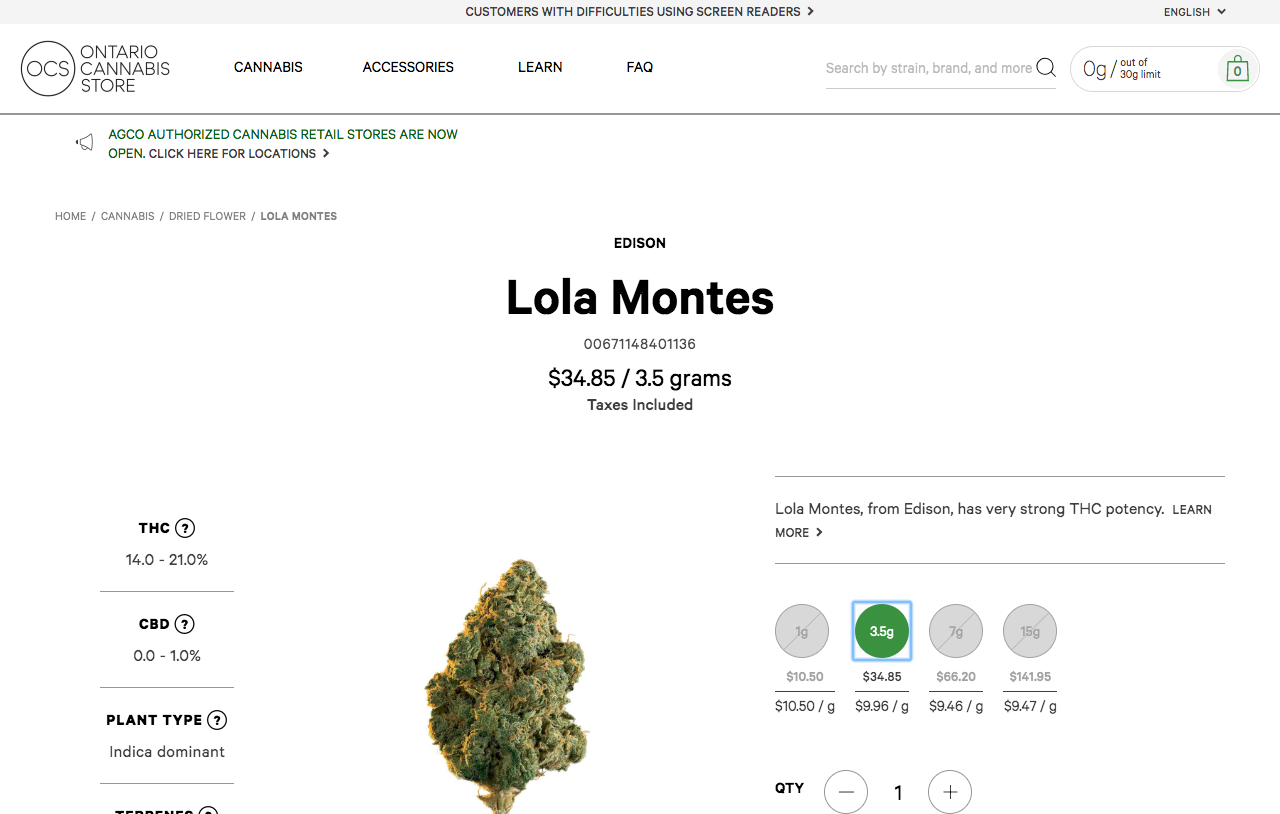 CUSTOMERS WITH DIFFICULTIES USING SCREEN READERS
ENGLISH
OCS ONTARIO CANNABIS STORE
CANNABIS
ACCESSORIES
LEARN
FAQ
Search by strain, brand, and more
0g / out of 30g limit
0
AGCO AUTHORIZED CANNABIS RETAIL STORES ARE NOW
OPEN. CLICK HERE FOR LOCATIONS
HOME / CANNABIS / DRIED FLOWER / LOLA MONTES
EDISON
Lola Montes
00671148401136
$34.85 / 3.5 grams
Taxes Included
THC ?
14.0 - 21.0%
CBD ?
0.0 - 1.0%
PLANT TYPE ?
Indica dominant
TERPENES ?
Lola Montes, from Edison, has very strong THC potency. LEARN
MORE
1g 3.5g 7g 15g
$10.50 $34.85 $66.20 $141.95
$10.50 / g $9.96 / g $9.46 / g $9.47 / g
QTY 1